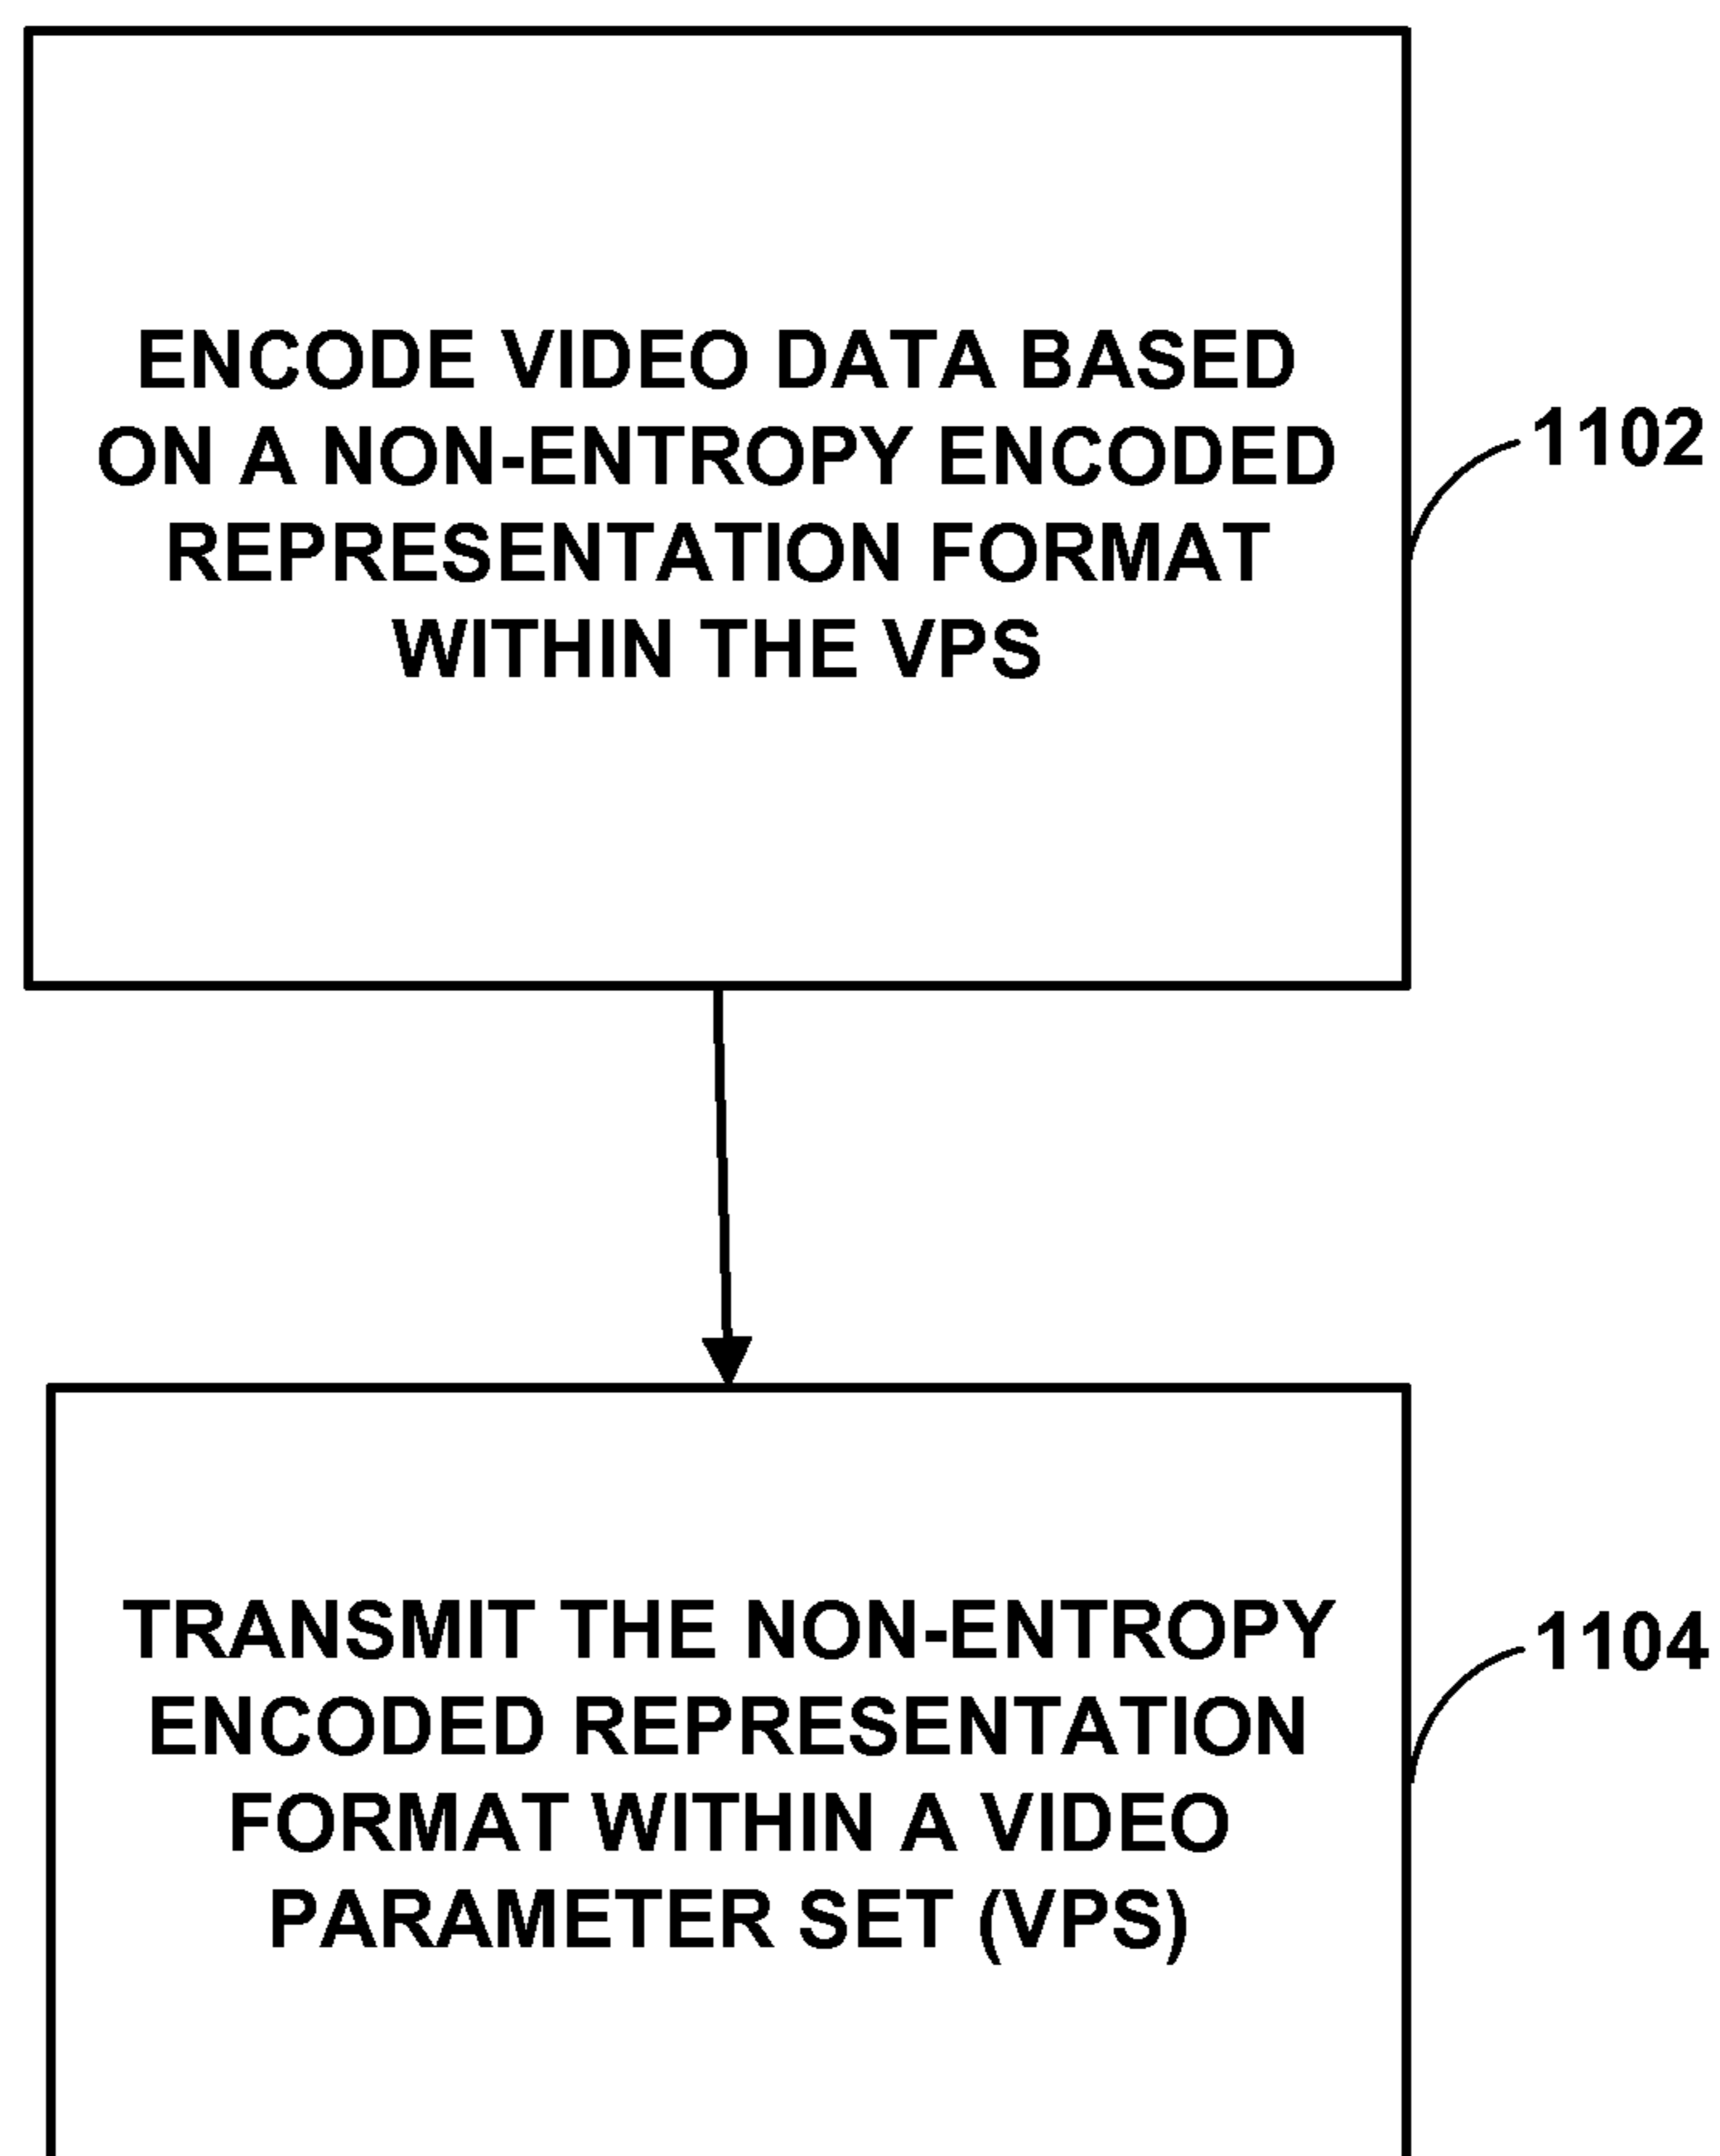 ENCODE VIDEO DATA BASED
ON A NON-ENTROPY ENCODED
REPRESENTATION FORMAT
WITHIN THE VPS
1102
TRANSMIT THE NON-ENTROPY
ENCODED REPRESENTATION
FORMAT WITHIN A VIDEO
PARAMETER SET (VPS)
1104